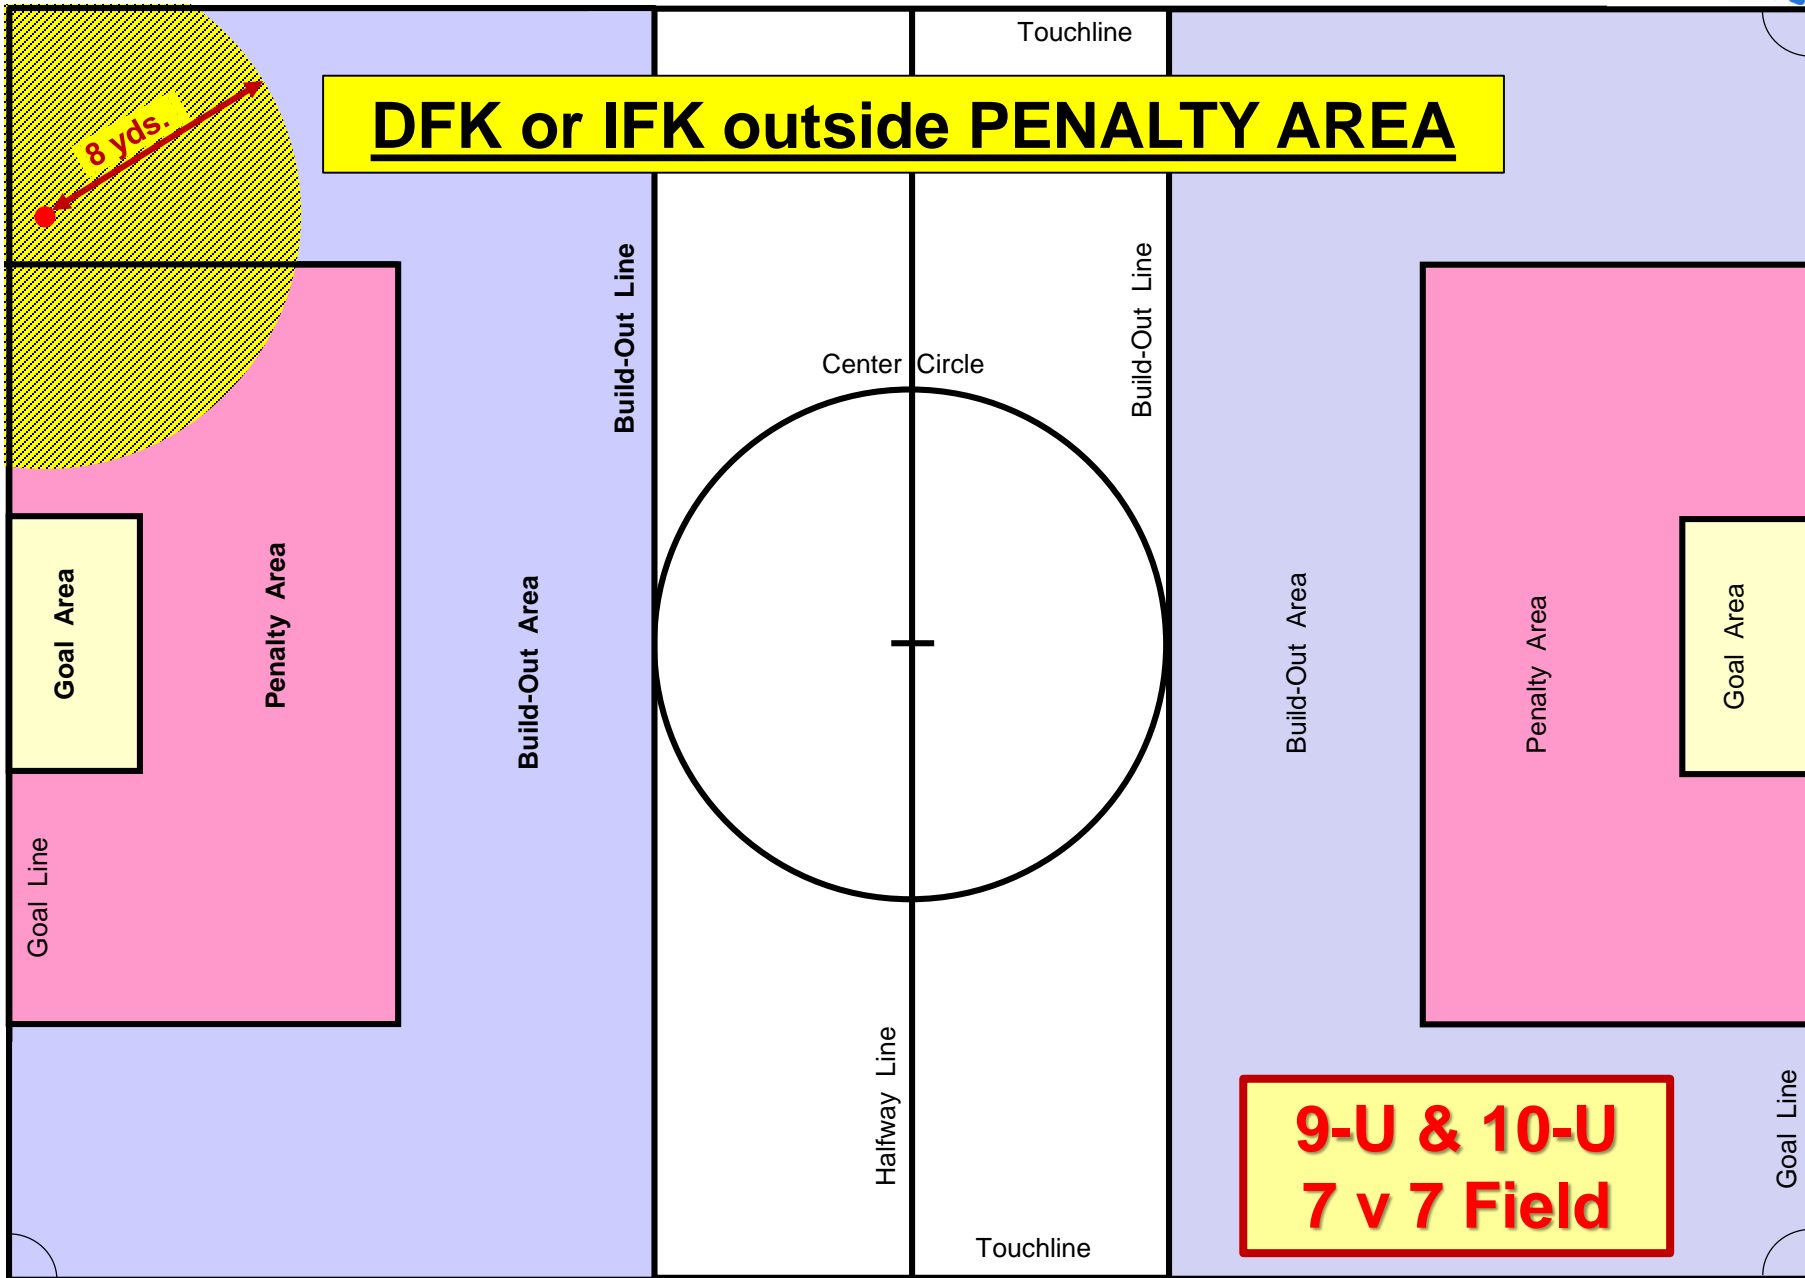 Touchline
DFK or IFK outside PENALTY AREA
8 yds.
Build-Out Line
Build-Out Line
Center Circle
Goal Area
Penalty Area
Build-Out Area
Build-Out Area
Penalty Area
Goal Area
Goal Line
Halfway Line
Goal Line
9-U & 10-U
7 v 7 Field
Touchline